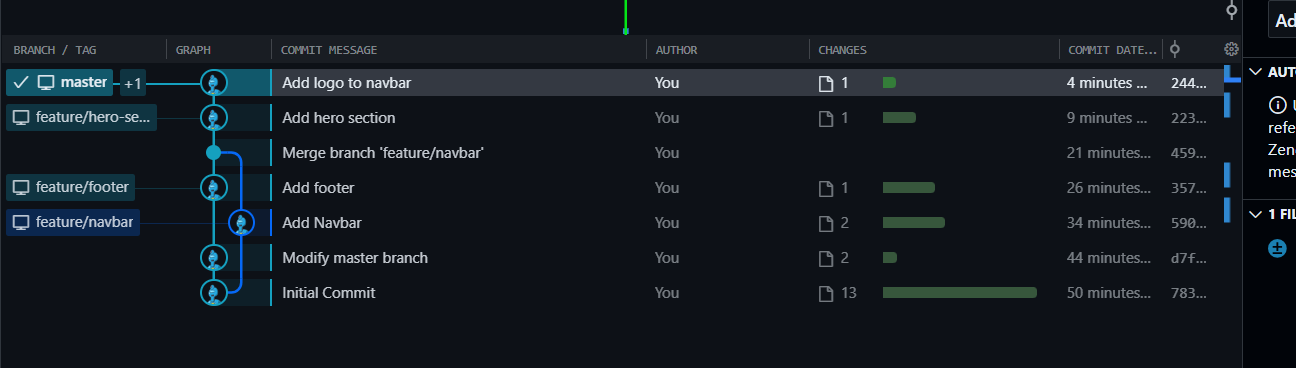 Ad
BRANCH / TAG GRAPH COMMIT MESSAGE AUTHOR CHANGES COMMIT DATE...
master +1 Add logo to navbar You 1 4 minutes ... 244...
feature/hero-se... Add hero section You 1 9 minutes ... 223...
Merge branch 'feature/navbar' You 21 minutes... 459...
feature/footer Add footer You 1 26 minutes... 357...
feature/navbar Add Navbar You 2 34 minutes... 590...
Modify master branch You 2 44 minutes... d7f...
Initial Commit You 13 50 minutes... 783...
AUT
refe
Zen
mes
1 FIL